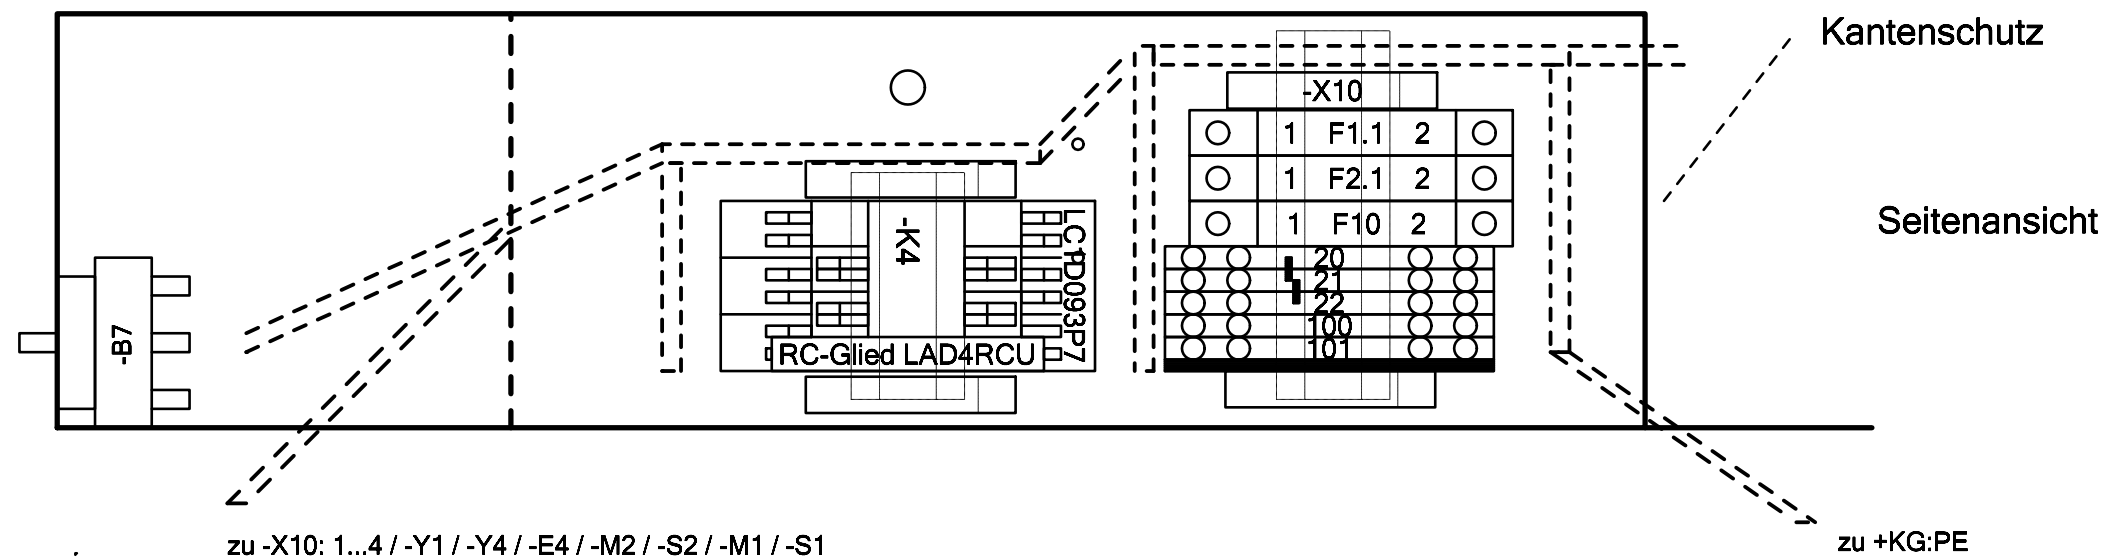 Kantenschutz
-X10
1 F1.1 2
1 F2.1 2
1 F10 2
Seitenansicht
-K4
LC1D093P7
20
21
22
100
101
-B7
RC-Glied LAD4RCU
zu -X10: 1...4 / -Y1 / -Y4 / -E4 / -M2 / -S2 / -M1 / -S1
zu +KG:PE